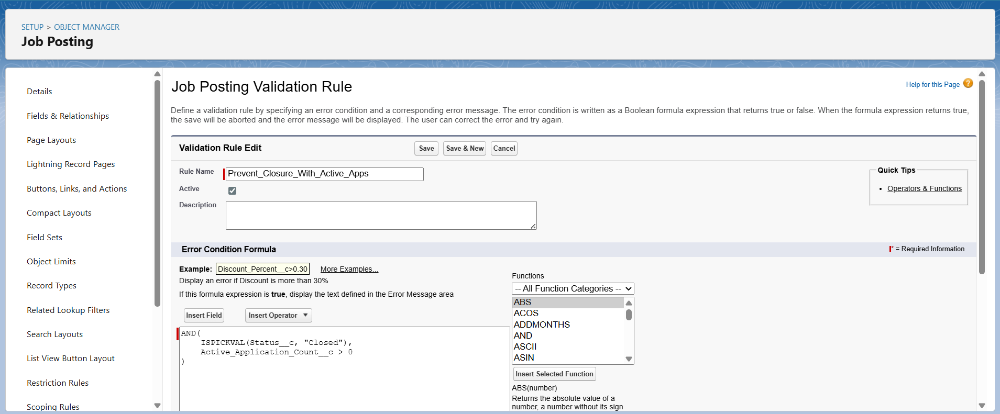 SETUP > OBJECT MANAGER
Job Posting
Details
Fields & Relationships
Page Layouts
Lightning Record Pages
Buttons, Links, and Actions
Compact Layouts
Field Sets
Object Limits
Record Types
Related Lookup Filters
Search Layouts
List View Button Layout
Restriction Rules
Scoping Rules
Job Posting Validation Rule
Help for this Page ?
Define a validation rule by specifying an error condition and a corresponding error message. The error condition is written as a Boolean formula expression that returns true or false. When the formula expression returns true,
the save will be aborted and the error message will be displayed. The user can correct the error and try again.
Validation Rule Edit
Save
Save & New
Cancel
Rule Name
Prevent_Closure_With_Active_Apps
Active
Description
Quick Tips
• Operators & Functions
Error Condition Formula
* = Required Information
Example: Discount_Percent__c>0.30 More Examples...
Display an error if Discount is more than 30%
If this formula expression is true, display the text defined in the Error Message area
Insert Field
Insert Operator
AND(
    ISPICKVAL(Status__c, "Closed"),
    Active_Application_Count__c > 0
)
Functions
-- All Function Categories --
ABS
ACOS
ADDMONTHS
AND
ASCII
ASIN
Insert Selected Function
ABS(number)
Returns the absolute value of a
number, a number without its sign